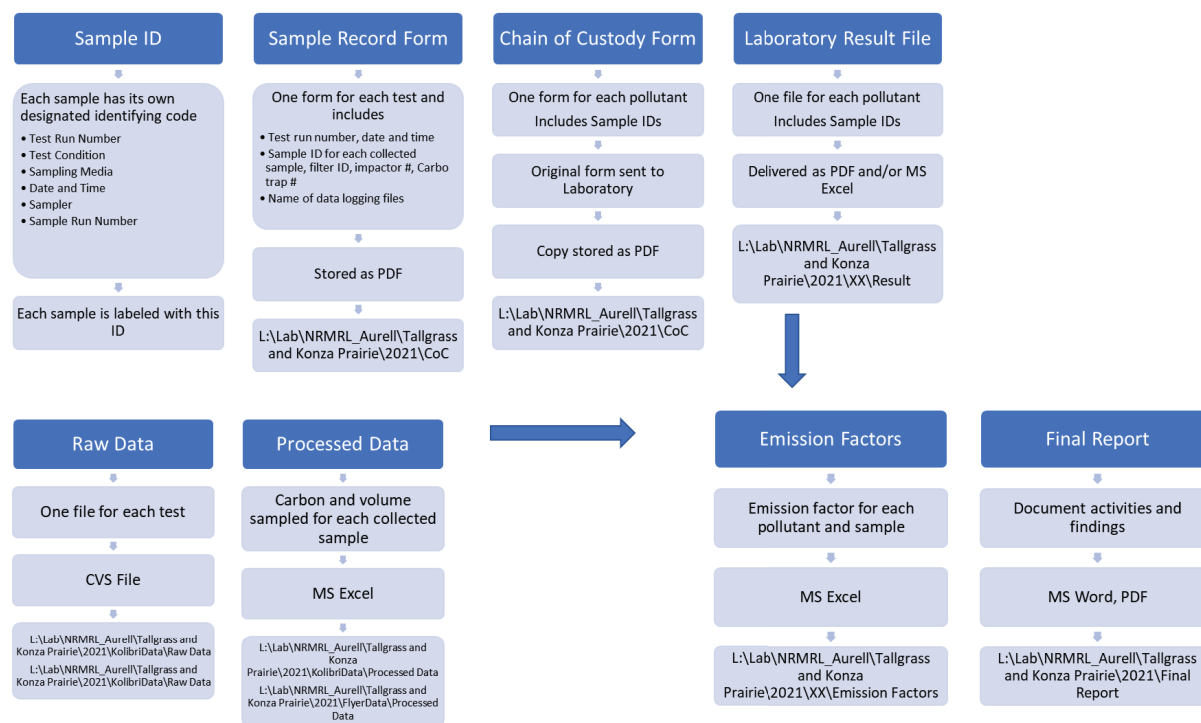 Sample ID
Each sample has its own
designated identifying code
• Test Run Number
• Test Condition
• Sampling Media
• Date and Time
• Sampler
• Sample Run Number
Each sample is labeled with this
ID
Sample Record Form
One form for each test and
includes
• Test run number, date and time
• Sample ID for each collected
sample, filter ID, impactor #, Carbo
trap #
• Name of data logging files
Stored as PDF
L:\Lab\NRMRL_Aurell\Tallgrass
and Konza Prairie\2021\CoC
Chain of Custody Form
One form for each pollutant
Includes Sample IDs
Original form sent to
Laboratory
Copy stored as PDF
L:\Lab\NRMRL_Aurell\Tallgrass
and Konza Prairie\2021\CoC
Laboratory Result File
One file for each pollutant
Includes Sample IDs
Delivered as PDF and/or MS
Excel
L:\Lab\NRMRL_Aurell\Tallgrass
and Konza
Prairie\2021\XX\Result
Raw Data
One file for each test
CVS File
L:\Lab\NRMRL_Aurell\Tallgrass and
Konza Prairie\2021\KolibriData\Raw Data
L:\Lab\NRMRL_Aurell\Tallgrass and
Konza Prairie\2021\KolibriData\Raw Data
Processed Data
Carbon and volume
sampled for each collected
sample
MS Excel
L:\Lab\NRMRL_Aurell\Tallgrass and
Konza
Prairie\2021\KolibriData\Processed Data
L:\Lab\NRMRL_Aurell\Tallgrass and
Konza Prairie\2021\FlyerData\Processed
Data
Emission Factors
Emission factor for each
pollutant and sample
MS Excel
L:\Lab\NRMRL_Aurell\Tallgrass
and Konza
Prairie\2021\XX\Emission Factors
Final Report
Document activities and
findings
MS Word, PDF
L:\Lab\NRMRL_Aurell\Tallgrass
and Konza Prairie\2021\Final
Report